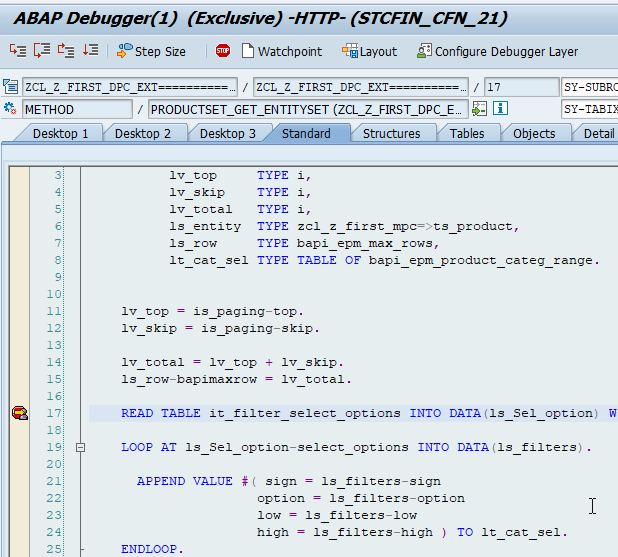 ABAP Debugger(1) (Exclusive) -HTTP- (STCFIN_CFN_21)
Step Size STOP Watchpoint Layout Configure Debugger Layer
ZCL_Z_FIRST_DPC_EXT==========... / ZCL_Z_FIRST_DPC_EXT==========... / 17 SY-SUBRC
METHOD / PRODUCTSET_GET_ENTITYSET (ZCL_Z_FIRST_DPC_E... SY-TABIX
Desktop 1 Desktop 2 Desktop 3 Standard Structures Tables Objects Detail
3 lv_top TYPE i,
4 lv_skip TYPE i,
5 lv_total TYPE i,
6 ls_entity TYPE zcl_z_first_mpc=>ts_product,
7 ls_row TYPE bapi_epm_max_rows,
8 lt_cat_sel TYPE TABLE OF bapi_epm_product_categ_range.
9
10
11 lv_top = is_paging-top.
12 lv_skip = is_paging-skip.
13
14 lv_total = lv_top + lv_skip.
15 ls_row-bapimaxrow = lv_total.
16
17 READ TABLE it_filter_select_options INTO DATA(ls_Sel_option) W
18
19 LOOP AT ls_Sel_option-select_options INTO DATA(ls_filters).
20
21 APPEND VALUE #( sign = ls_filters-sign
22 option = ls_filters-option
23 low = ls_filters-low
24 high = ls_filters-high ) TO lt_cat_sel.
25 ENDLOOP.